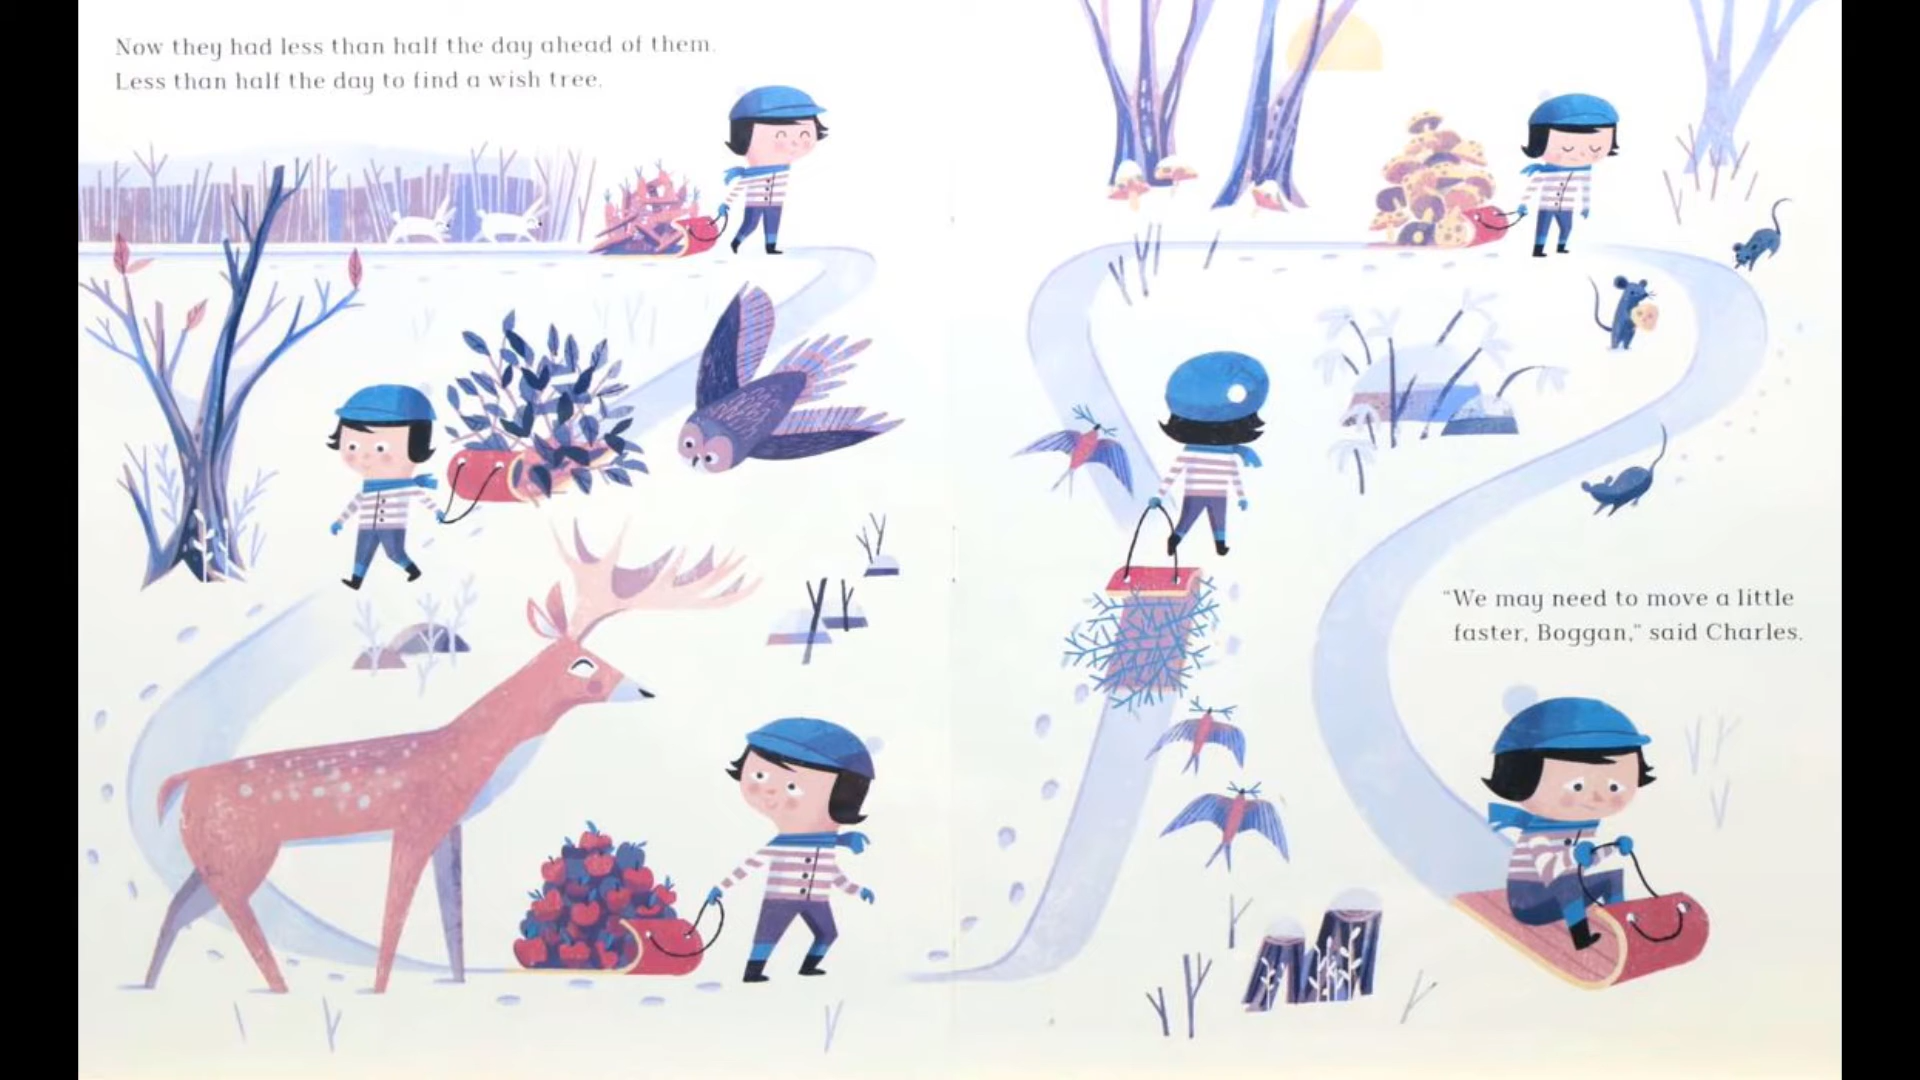 Now they had less than half the day ahead of them.
Less than half the day to find a wish tree.
"We may need to move a little
faster, Boggan," said Charles.